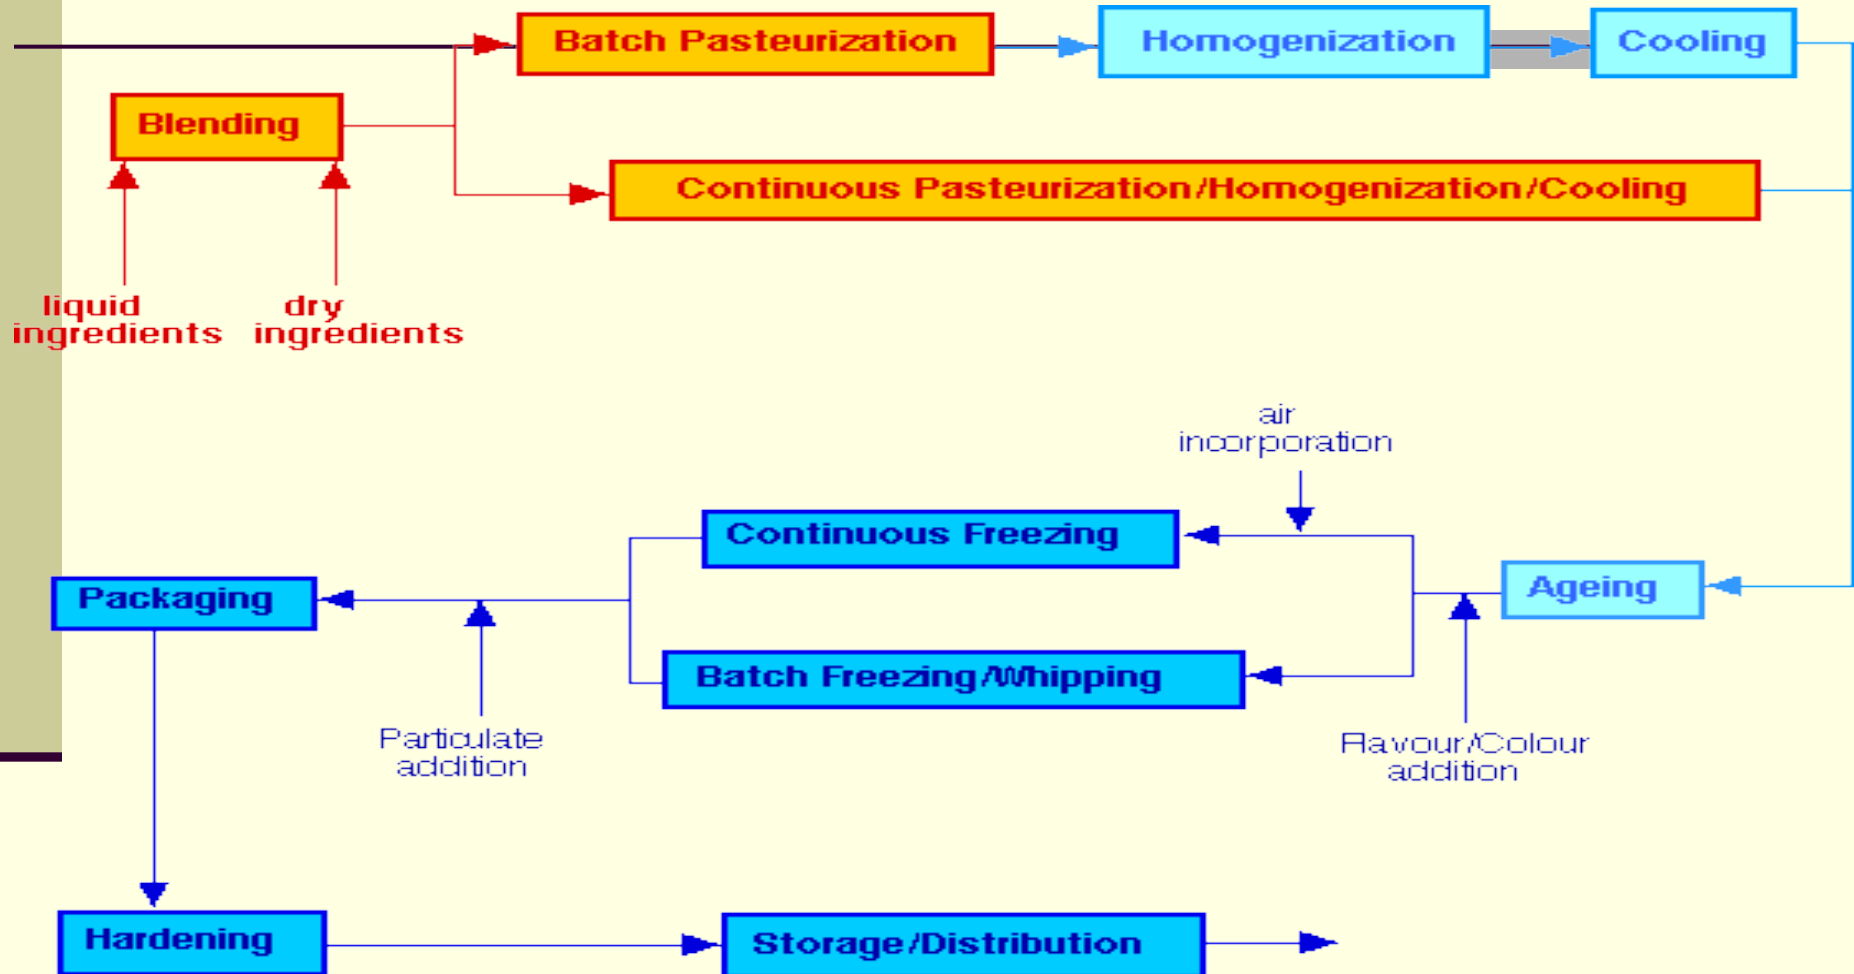 Batch Pasteurization
Homogenization
Cooling
Blending
Continuous Pasteurization/Homogenization/Cooling
liquid
ingredients
dry
ingredients
air
incorporation
Continuous Freezing
Packaging
Ageing
Batch Freezing/Whipping
Particulate
addition
Flavour/Colour
addition
Hardening
Storage/Distribution